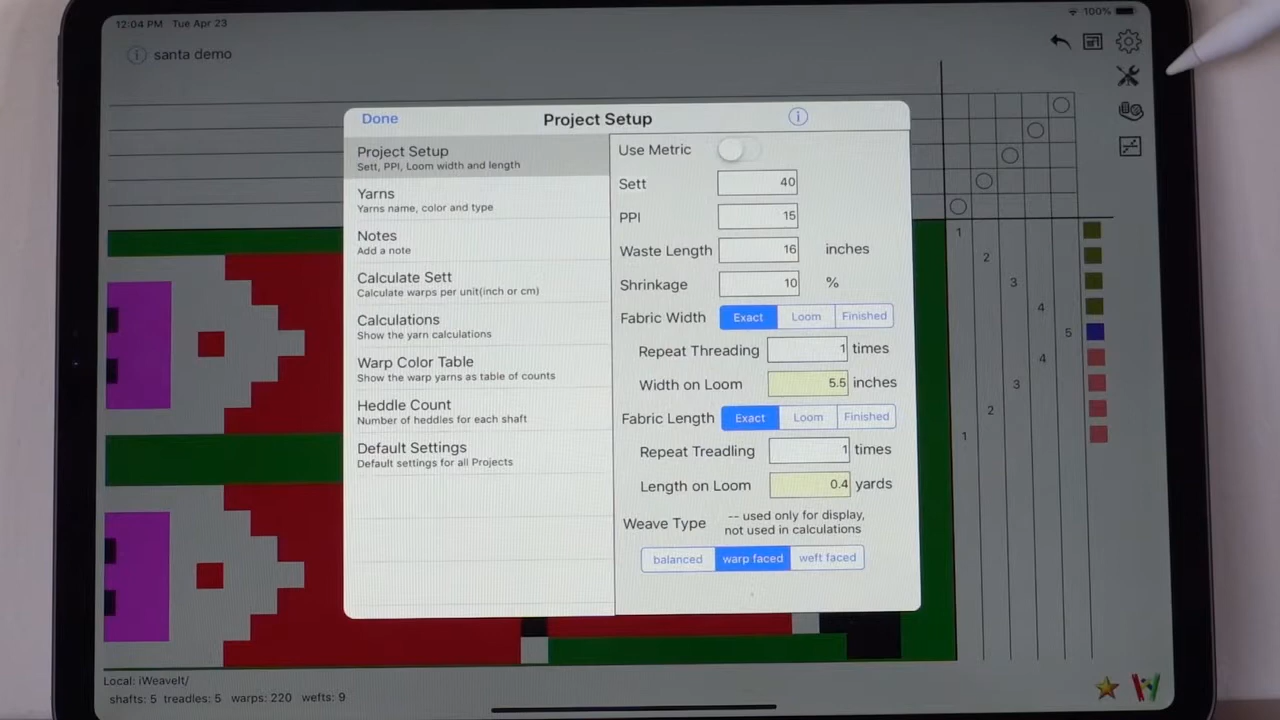 12:04 PM Tue Apr 23
100%
santa demo
Done
Project Setup
Project Setup
Sett, PPI, Loom width and length
Yarns
Yarns name, color and type
Notes
Add a note
Calculate Sett
Calculate warps per unit(inch or cm)
Calculations
Show the yarn calculations
Warp Color Table
Show the warp yarns as table of counts
Heddle Count
Number of heddles for each shaft
Default Settings
Default settings for all Projects
Use Metric
Sett 40
PPI 15
Waste Length 16 inches
Shrinkage 10 %
Fabric Width Exact Loom Finished
Repeat Threading 1 times
Width on Loom 5.5 inches
Fabric Length Exact Loom Finished
Repeat Treadling 1 times
Length on Loom 0.4 yards
Weave Type -- used only for display,
not used in calculations
balanced warp faced weft faced
1
2
3
4
5
4
3
2
1
Local: iWeaveIt/
shafts: 5 treadles: 5 warps: 220 wefts: 9